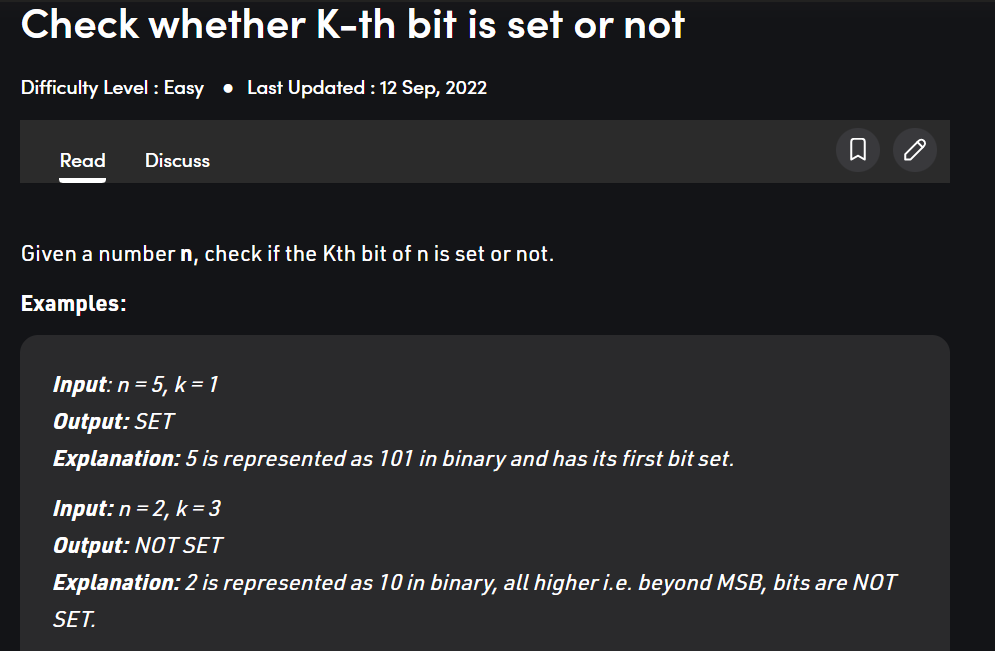 Check whether K-th bit is set or not
Difficulty Level : Easy ● Last Updated : 12 Sep, 2022
Read Discuss
Given a number n, check if the Kth bit of n is set or not.
Examples:
Input: n = 5, k = 1
Output: SET
Explanation: 5 is represented as 101 in binary and has its first bit set.
Input: n = 2, k = 3
Output: NOT SET
Explanation: 2 is represented as 10 in binary, all higher i.e. beyond MSB, bits are NOT
SET.